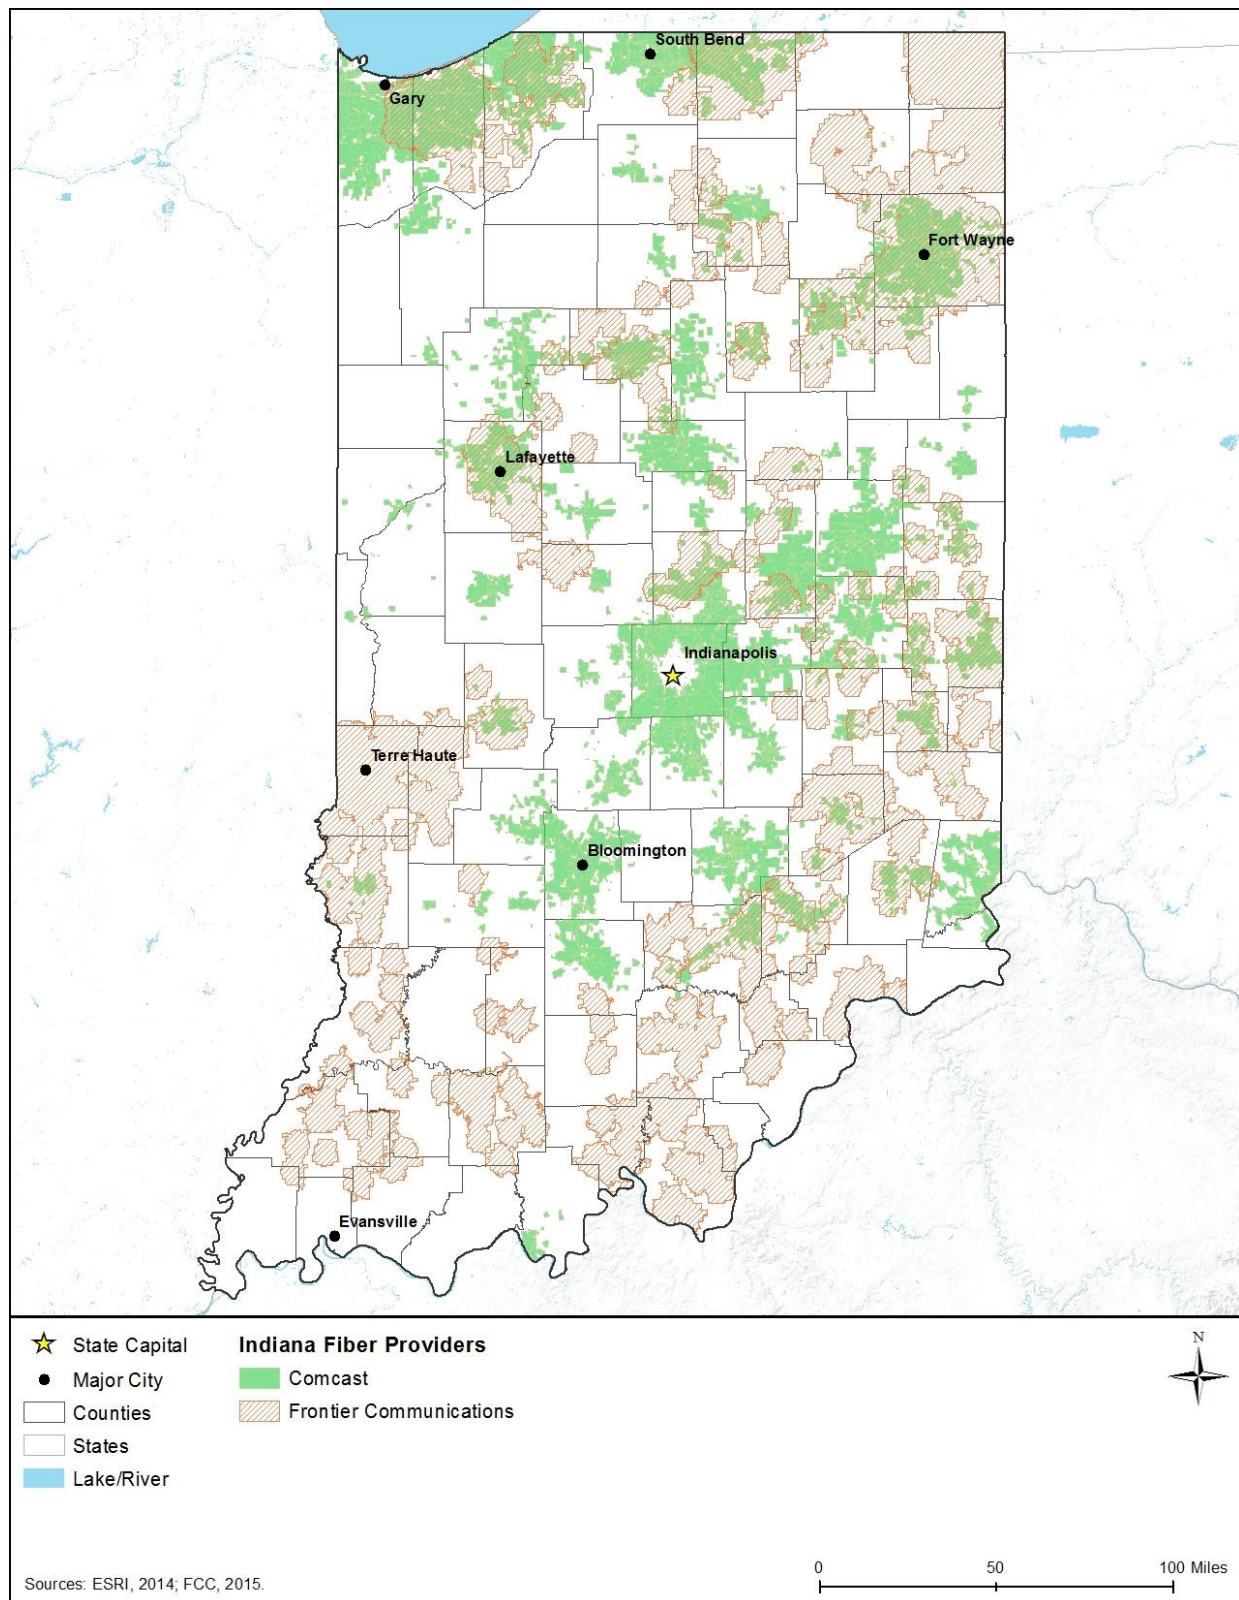 South Bend
Gary
Fort Wayne
Lafayette
Indianapolis
Terre Haute
Bloomington
Evansville
State Capital
Major City
Counties
States
Lake/River
Indiana Fiber Providers
Comcast
Frontier Communications
N
0 50 100 Miles
Sources: ESRI, 2014; FCC, 2015.